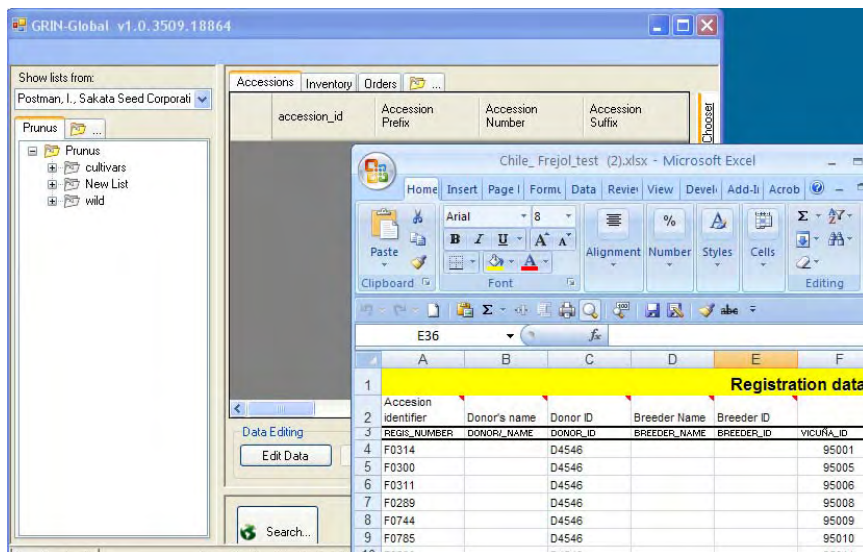 GRIN-Global v1.0.3509.18864
Show lists from:
Postman, I., Sakata Seed Corporati
Prunus ...
Prunus
cultivars
New List
wild
Accessions Inventory Orders ...
accession_id Accession Prefix Accession Number Accession Suffix
Chooser
Data Editing
Edit Data
Search...
Chile_ Frejol_test (2).xlsx - Microsoft Excel
Home Insert Page l Formu Data Review View Devel Add-I Acrob
Arial 8
Paste
B I U A A
Alignment Number Styles Cells
Clipboard Font Editing
E36 fx
A B C D E F
1 Registration data
Accesion
2 identifier Donor's name Donor ID Breeder Name Breeder ID
3 REGIS_NUMBER DONOR/_NAME DONOR_ID BREEDER_NAME BREEDER_ID VICUÑA_ID
4 F0314 D4546 95001
5 F0300 D4546 95005
6 F0311 D4546 95006
7 F0289 D4546 95008
8 F0744 D4546 95009
9 F0785 D4546 95010